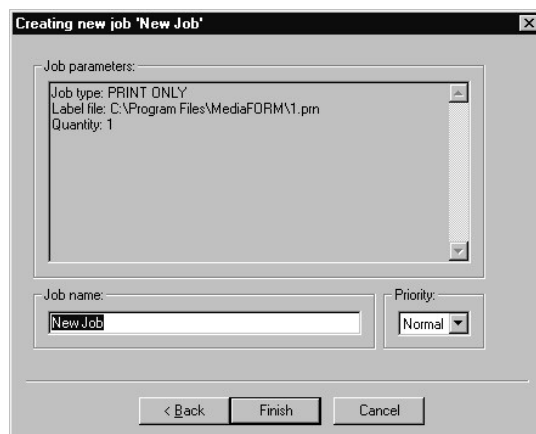 Creating new job 'New Job'
Job parameters:
Job type: PRINT ONLY
Label file: C:\Program Files\MediaFORM\1.prn
Quantity: 1
Job name:
Priority:
New Job
Normal
< Back
Finish
Cancel